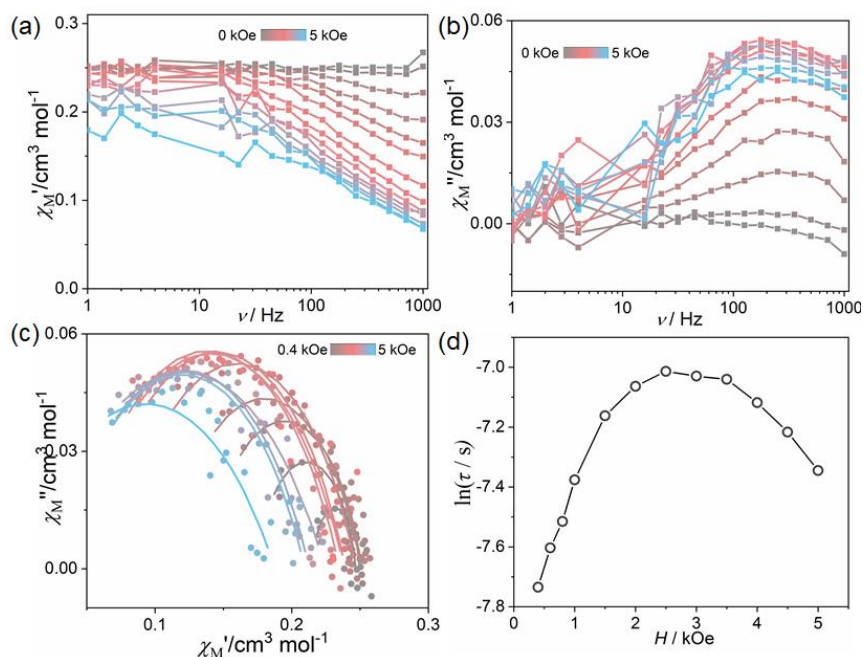 (a)
0.3
0 kOe 5 kOe
0.2
0.1
0.0
χM'/cm³ mol⁻¹
1 10 100 1000
ν / Hz
(b)
0.06
0 kOe 5 kOe
0.03
0.00
χM''/cm³ mol⁻¹
1 10 100 1000
ν / Hz
(c)
0.06
0.4 kOe 5 kOe
0.03
0.00
χM''/cm³ mol⁻¹
0.1 0.2 0.3
χM'/cm³ mol⁻¹
(d)
-7.0
-7.2
-7.4
-7.6
-7.8
ln(τ / s)
0 1 2 3 4 5
H / kOe